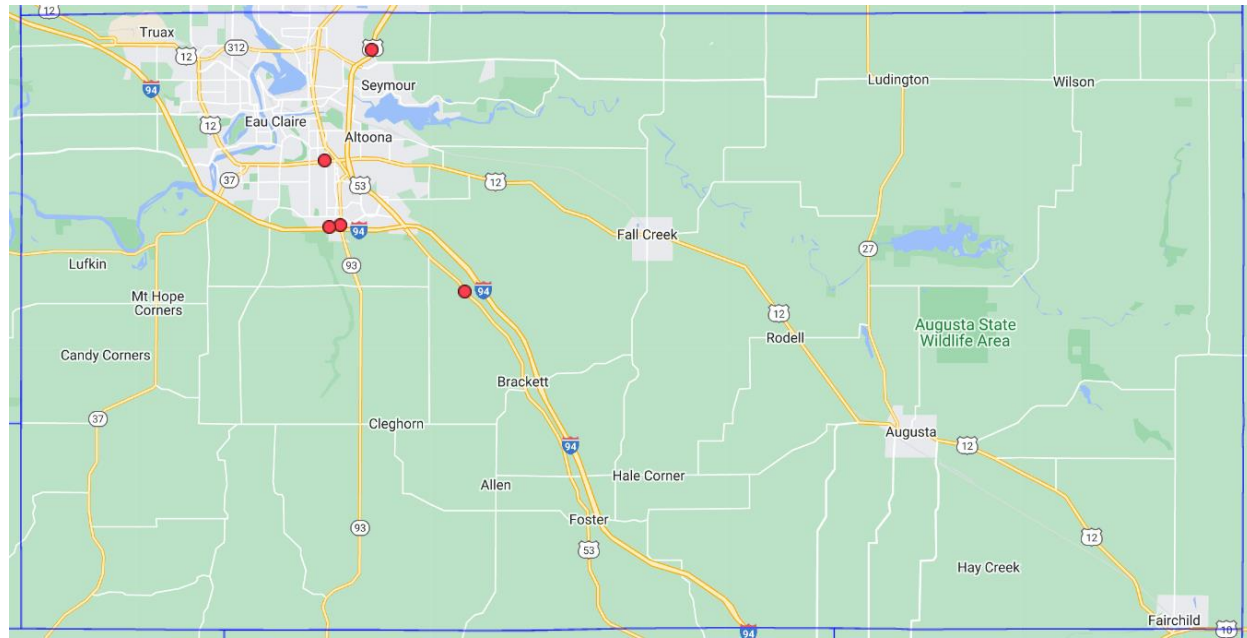 12
Truax
312
12
Ludington
Wilson
Seymour
94
Eau Claire
12
Altoona
37
53
12
94
Fall Creek
27
Lufkin
93
94
Mt Hope
Corners
12
Augusta State
Wildlife Area
Rodell
Candy Corners
Brackett
37
Cleghorn
Augusta
12
94
Hale Corner
Allen
Foster
93
12
53
Hay Creek
Fairchild
94
10